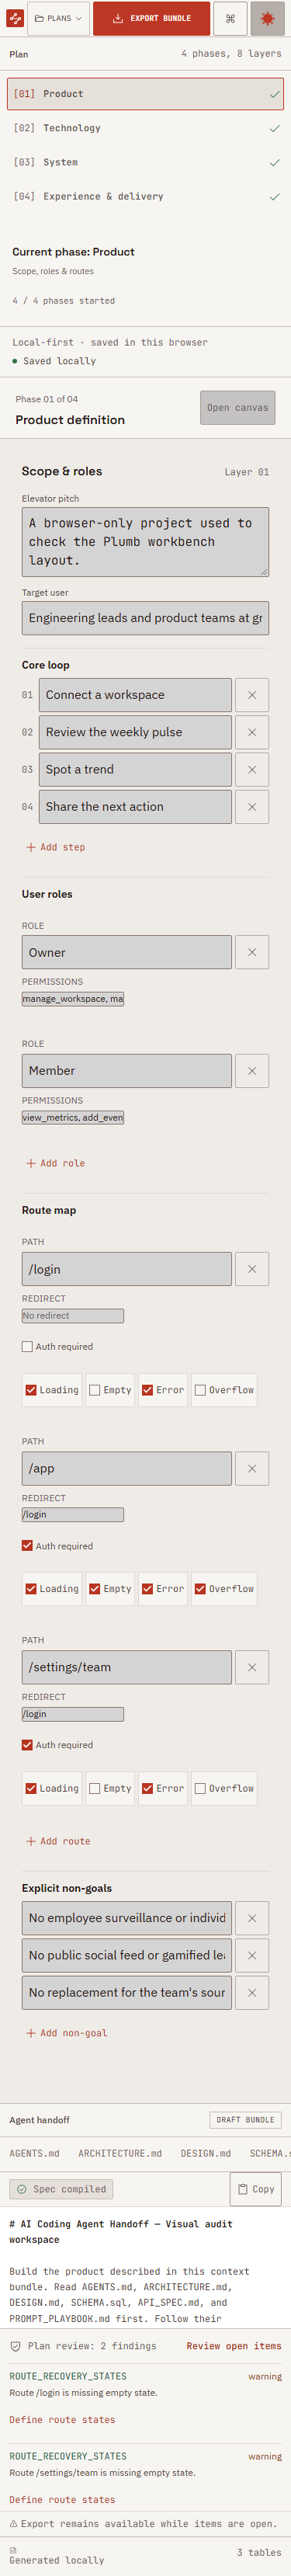 PLANS
EXPORT BUNDLE
⌘
Plan
4 phases, 8 layers
[01] Product
[02] Technology
[03] System
[04] Experience & delivery
Current phase: Product
Scope, roles & routes
4 / 4 phases started
Local-first · saved in this browser
Saved locally
Phase 01 of 04
Product definition
Open canvas
Scope & roles
Layer 01
Elevator pitch
A browser-only project used to
check the Plumb workbench
layout.
Target user
Engineering leads and product teams at gr
Core loop
01 Connect a workspace
02 Review the weekly pulse
03 Spot a trend
04 Share the next action
Add step
User roles
ROLE
Owner
PERMISSIONS
manage_workspace, ma
ROLE
Member
PERMISSIONS
view_metrics, add_even
Add role
Route map
PATH
/login
REDIRECT
No redirect
Auth required
Loading Empty Error Overflow
PATH
/app
REDIRECT
/login
Auth required
Loading Empty Error Overflow
PATH
/settings/team
REDIRECT
/login
Auth required
Loading Empty Error Overflow
Add route
Explicit non-goals
No employee surveillance or individ
No public social feed or gamified lea
No replacement for the team's sour
Add non-goal
Agent handoff
DRAFT BUNDLE
AGENTS.md ARCHITECTURE.md DESIGN.md SCHEMA.s
Spec compiled
Copy
# AI Coding Agent Handoff — Visual audit
workspace
Build the product described in this context
bundle. Read AGENTS.md, ARCHITECTURE.md,
DESIGN.md, SCHEMA.sql, API_SPEC.md, and
PROMPT_PLAYBOOK.md first. Follow their
Plan review: 2 findings
Review open items
ROUTE_RECOVERY_STATES
warning
Route /login is missing empty state.
Define route states
ROUTE_RECOVERY_STATES
warning
Route /settings/team is missing empty state.
Define route states
Export remains available while items are open.
Generated locally
3 tables